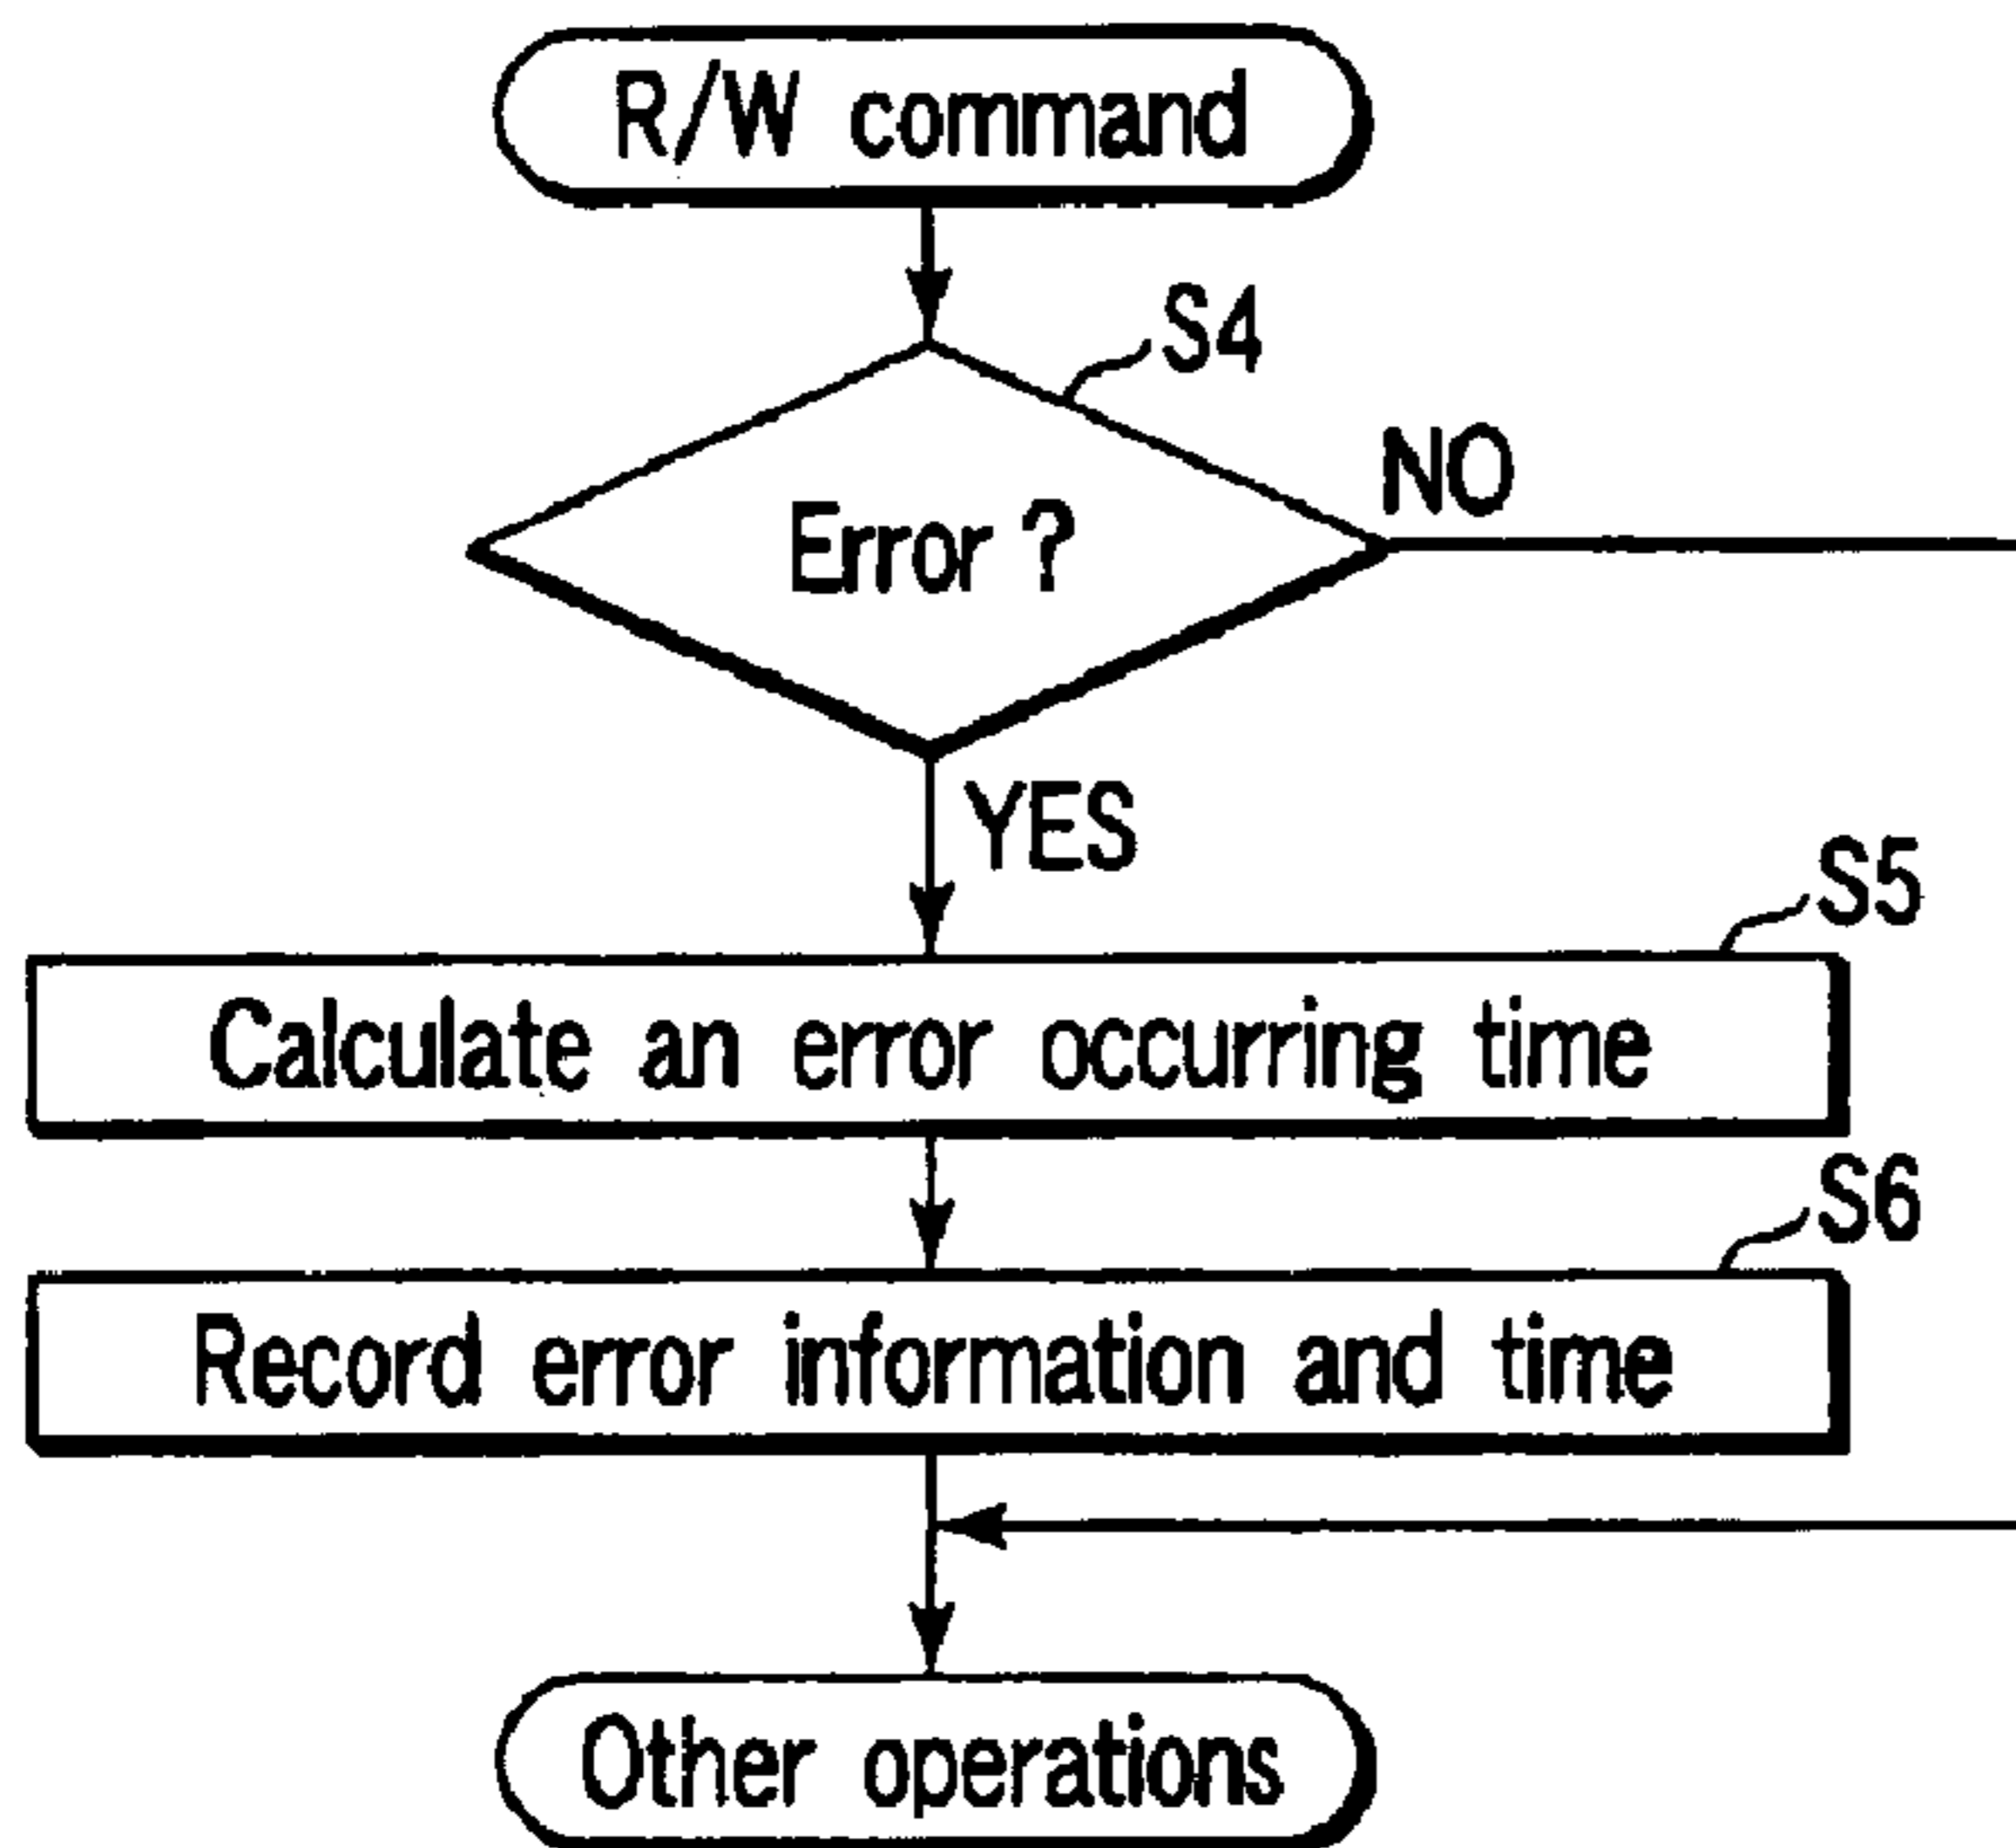 R/W command
S4
NO
Error ?
YES
S5
Calculate an error occurring time
S6
Record error information and time
Other operations